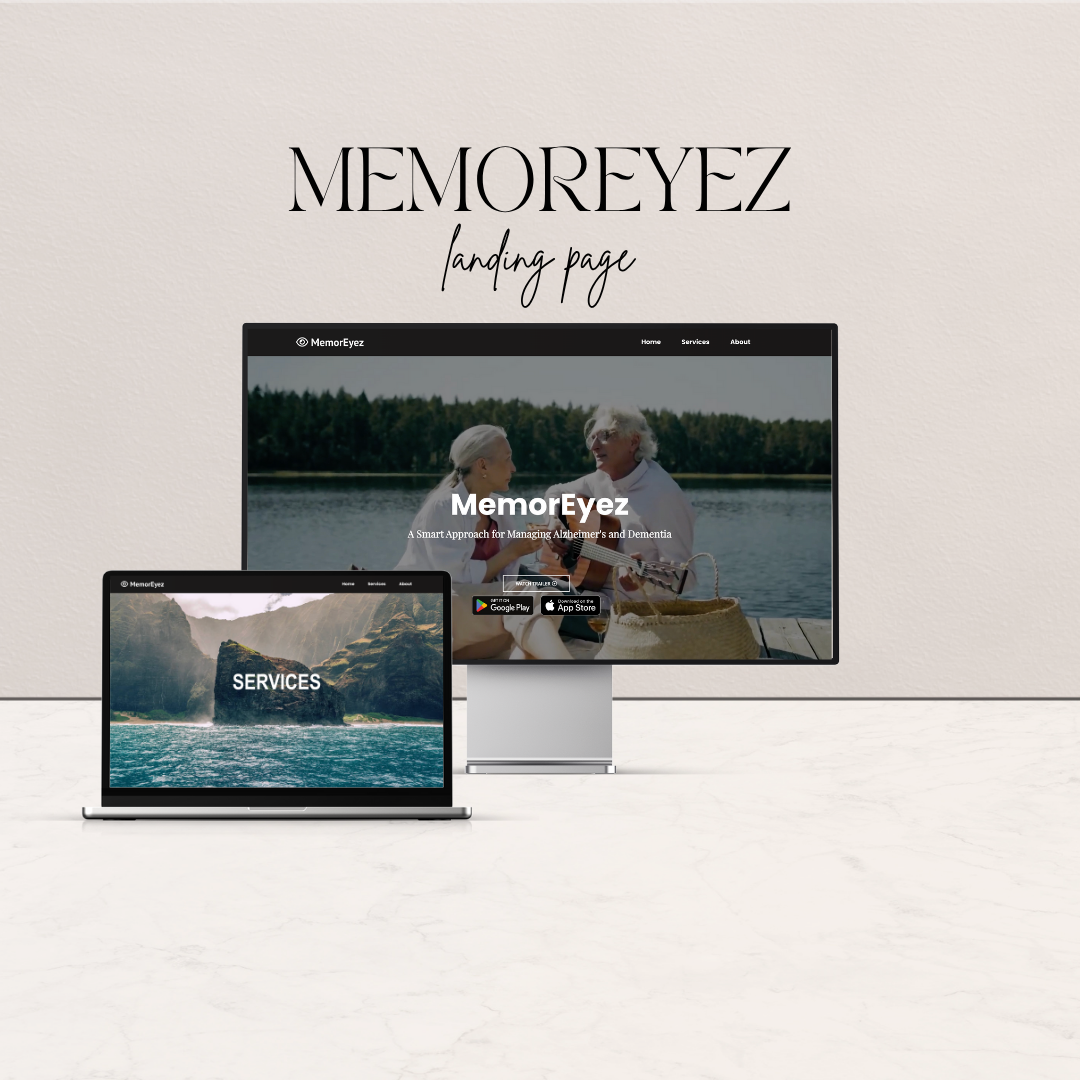 MEMOREYEZ
landing page
MemorEyez Home Services About
MemorEyez
A Smart Approach for Managing Alzheimer's and Dementia
WATCH TRAILER
GET IT ON Google Play
Download on the App Store
MemorEyez Home Services About
SERVICES